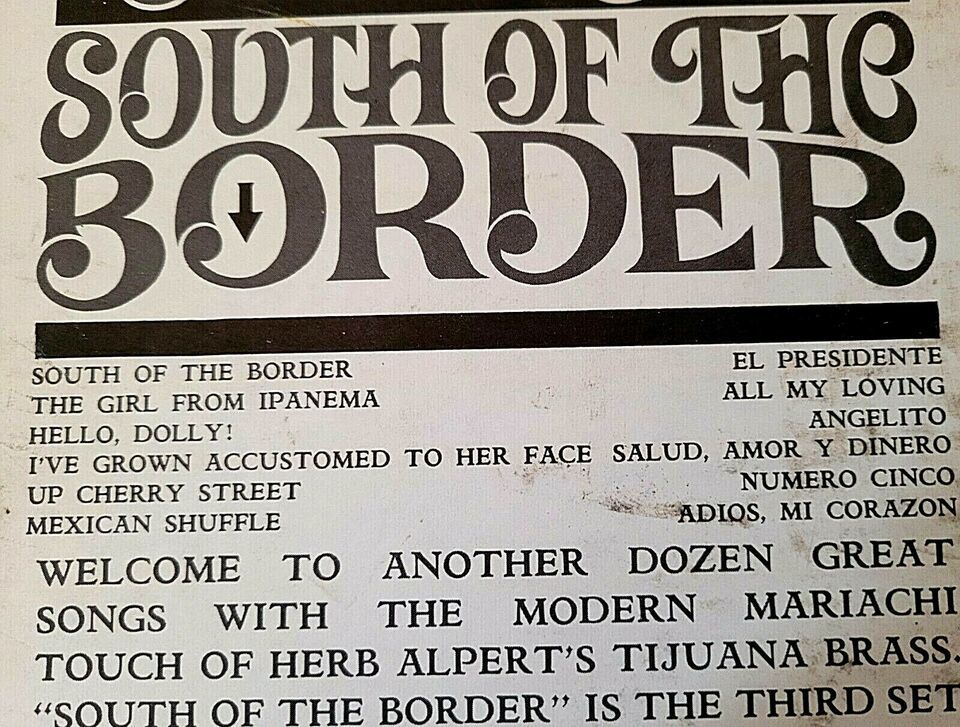 SOUTH OF THE
BORDER
SOUTH OF THE BORDER
THE GIRL FROM IPANEMA
HELLO, DOLLY!
I'VE GROWN ACCUSTOMED TO HER FACE
UP CHERRY STREET
MEXICAN SHUFFLE
EL PRESIDENTE
ALL MY LOVING
ANGELITO
SALUD, AMOR Y DINERO
NUMERO CINCO
ADIOS, MI CORAZON
WELCOME TO ANOTHER DOZEN GREAT
SONGS WITH THE MODERN MARIACHI
TOUCH OF HERB ALPERT'S TIJUANA BRASS.
"SOUTH OF THE BORDER" IS THE THIRD SET